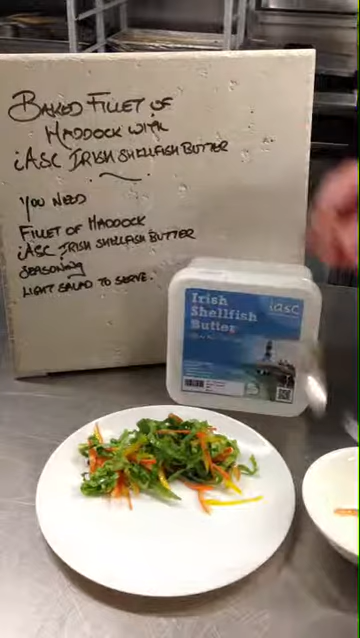 BAKED FILLET OF
HADDOCK WITH
iASC IRISH SHELLFISH BUTTER
YOU NEED
FILLET OF HADDOCK
iASC IRISH SHELLFISH BUTTER
SEASONING
LIGHT SALAD TO SERVE.
Irish
Shellfish
Butter
iasc